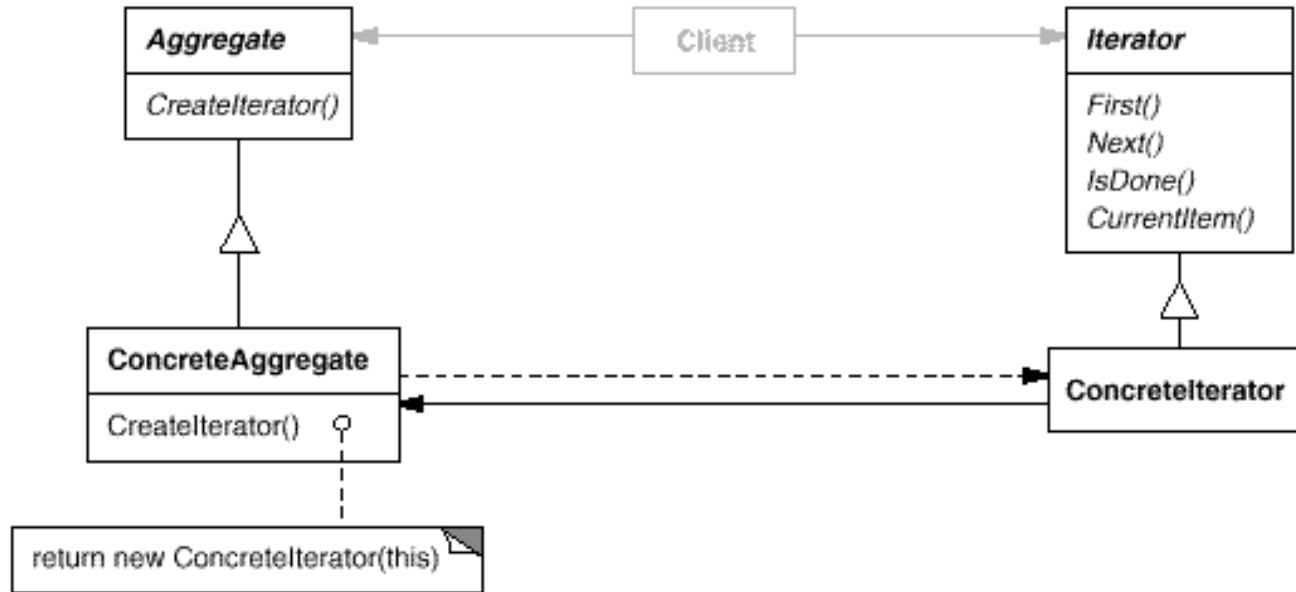 Aggregate
CreateIterator()
Client
Iterator
First()
Next()
IsDone()
CurrentItem()
ConcreteAggregate
CreateIterator()
ConcreteIterator
return new ConcreteIterator(this)